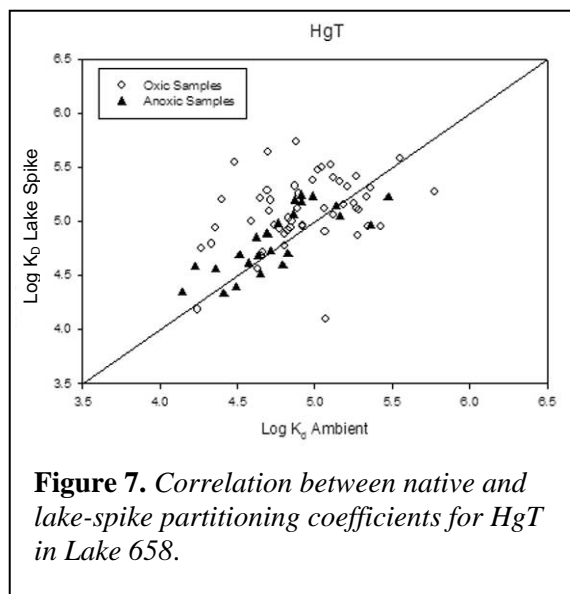 HgT
6.5
6.0
5.5
5.0
4.5
4.0
3.5
Oxic Samples
Anoxic Samples
Log K_D Lake Spike
3.5 4.0 4.5 5.0 5.5 6.0 6.5
Log K_d Ambient
Figure 7. Correlation between native and
lake-spike partitioning coefficients for HgT
in Lake 658.